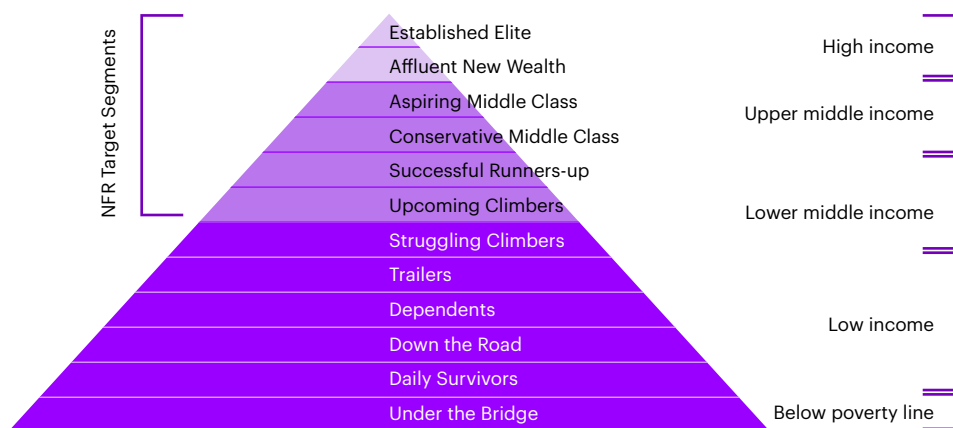 NFR Target Segments
Established Elite
Affluent New Wealth
Aspiring Middle Class
Conservative Middle Class
Successful Runners-up
Upcoming Climbers
Struggling Climbers
Trailers
Dependents
Down the Road
Daily Survivors
Under the Bridge
High income
Upper middle income
Lower middle income
Low income
Below poverty line